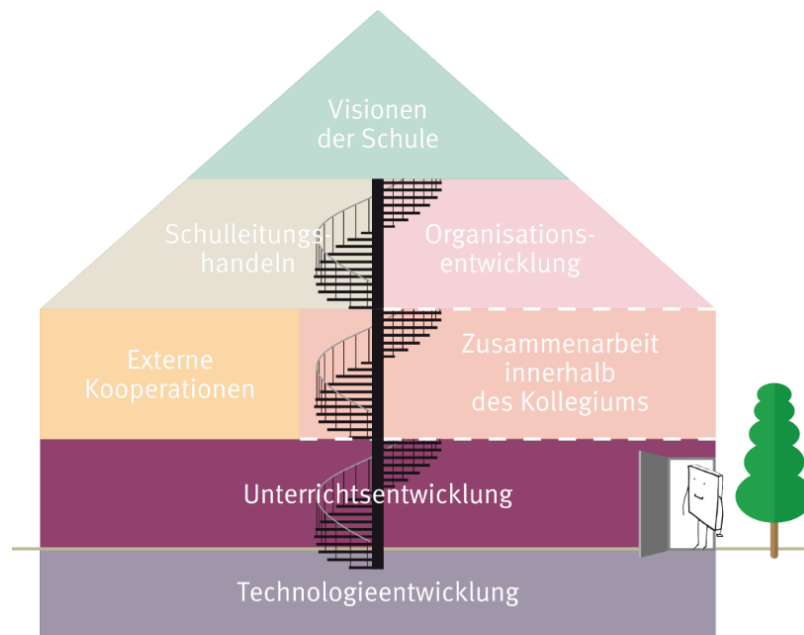 Visionen
der Schule
Schulleitungs-
handeln
Organisations-
entwicklung
Externe
Kooperationen
Zusammenarbeit
innerhalb
des Kollegiums
Unterrichtsentwicklung
Technologieentwicklung